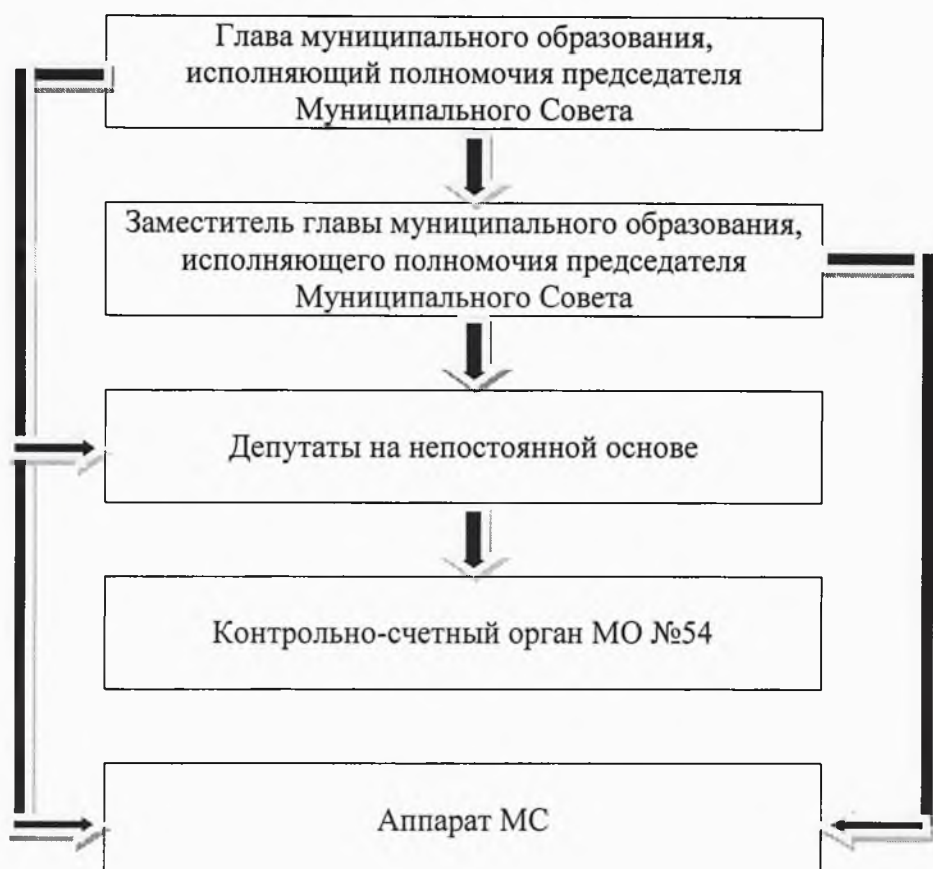 Глава муниципального образования,
исполняющий полномочия председателя
Муниципального Совета
Заместитель главы муниципального образования,
исполняющего полномочия председателя
Муниципального Совета
Депутаты на непостоянной основе
Контрольно-счетный орган МО №54
Аппарат МС